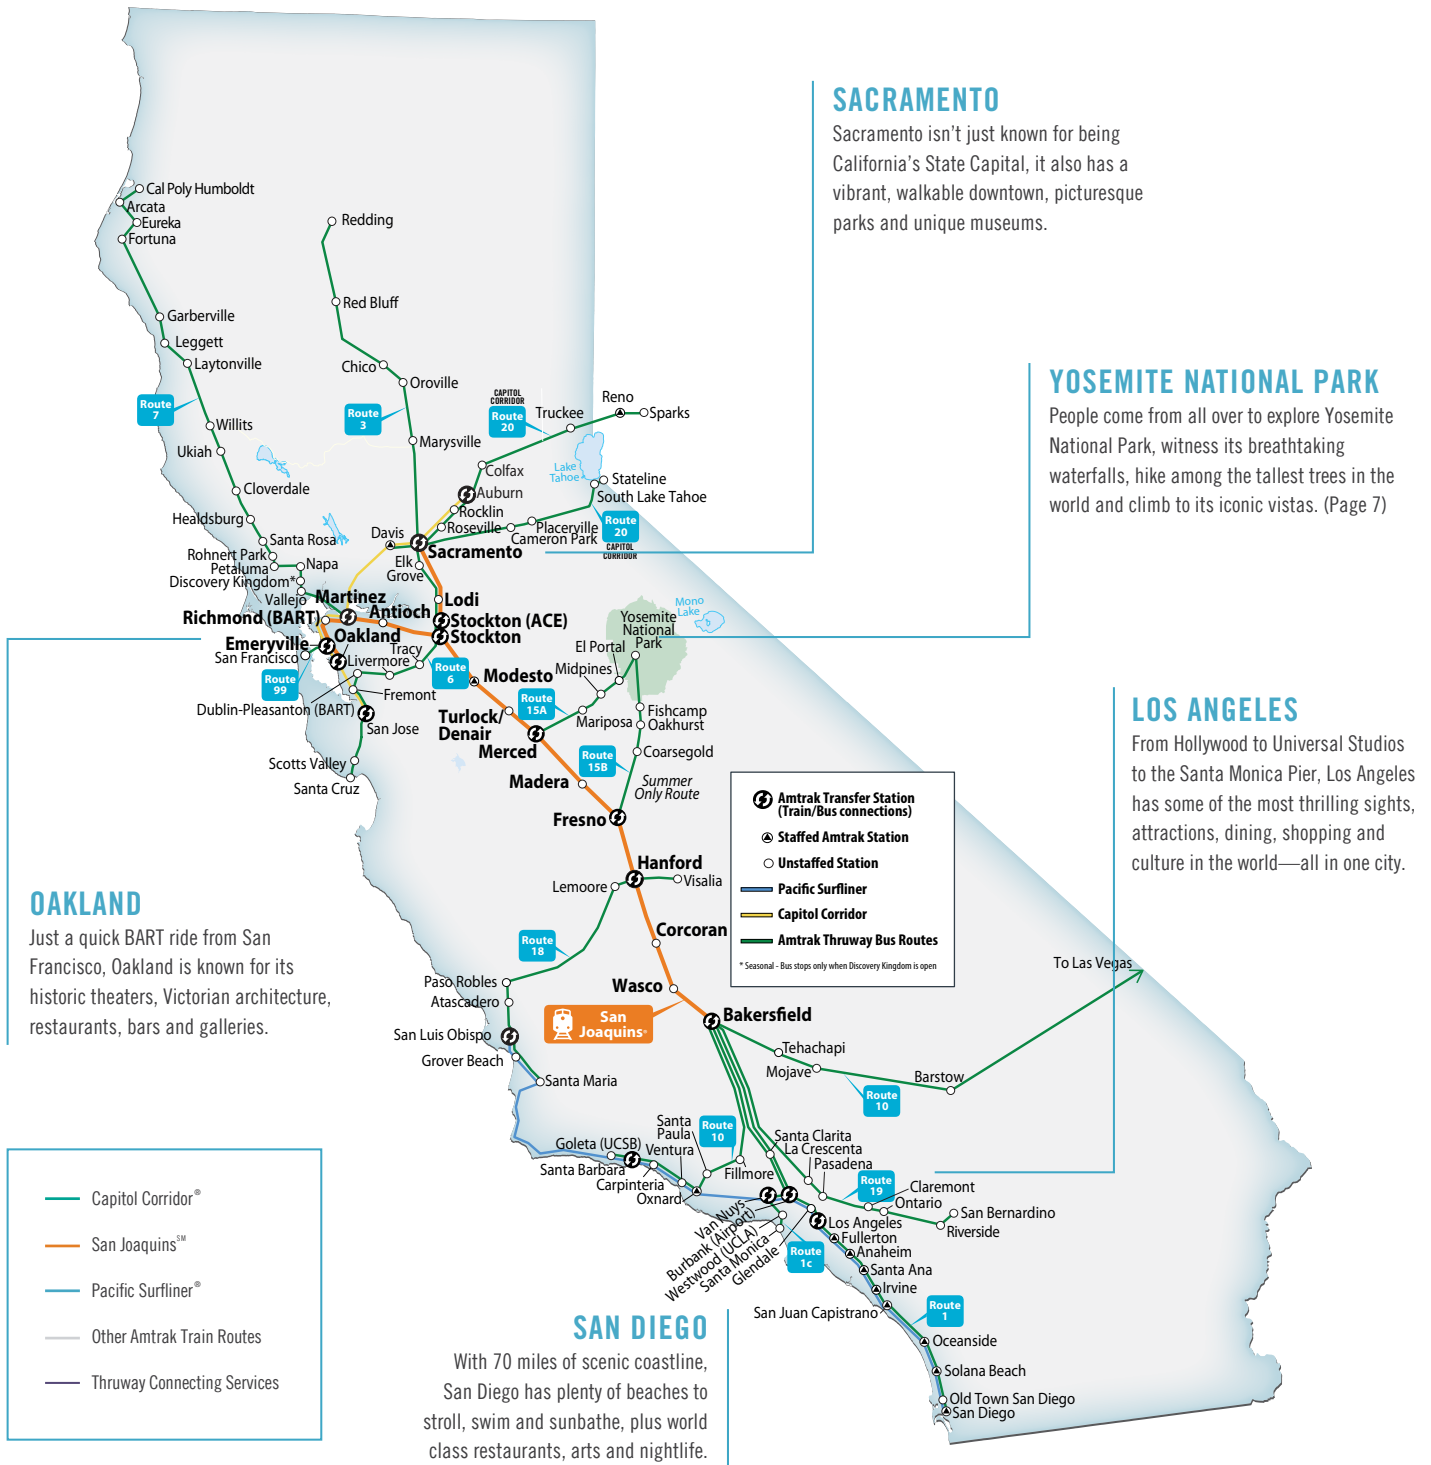 SACRAMENTO
Sacramento isn't just known for being
California's State Capital, it also has a
vibrant, walkable downtown, picturesque
parks and unique museums.
YOSEMITE NATIONAL PARK
People come from all over to explore Yosemite
National Park, witness its breathtaking
waterfalls, hike among the tallest trees in the
world and climb to its iconic vistas. (Page 7)
LOS ANGELES
From Hollywood to Universal Studios
to the Santa Monica Pier, Los Angeles
has some of the most thrilling sights,
attractions, dining, shopping and
culture in the world—all in one city.
OAKLAND
Just a quick BART ride from San
Francisco, Oakland is known for its
historic theaters, Victorian architecture,
restaurants, bars and galleries.
SAN DIEGO
With 70 miles of scenic coastline,
San Diego has plenty of beaches to
stroll, swim and sunbathe, plus world
class restaurants, arts and nightlife.
Cal Poly Humboldt
Arcata
Eureka
Fortuna
Garberville
Leggett
Laytonville
Route
7
Willits
Ukiah
Cloverdale
Healdsburg
Santa Rosa
Rohnert Park
Petaluma
Napa
Discovery Kingdom*
Vallejo
Redding
Red Bluff
Chico
Oroville
Route
3
Marysville
CAPITOL
CORRIDOR
Route
20
Truckee
Reno
Sparks
Colfax
Auburn
Rocklin
Roseville
Lake
Tahoe
Stateline
South Lake Tahoe
Placerville
Cameron Park
Route
20
CAPITOL
CORRIDOR
Davis
Sacramento
Elk
Grove
Martinez
Antioch
Lodi
Richmond (BART)
Stockton (ACE)
Stockton
Emeryville
Oakland
San Francisco
Livermore
Tracy
Route
99
Route
6
Fremont
Dublin-Pleasanton (BART)
San Jose
Scotts Valley
Santa Cruz
Mono
Lake
Yosemite
National
Park
El Portal
Midpines
Modesto
Route
15A
Mariposa
Turlock/
Denair
Merced
Fishcamp
Oakhurst
Coarsegold
Route
15B
Summer
Only Route
Madera
Fresno
Hanford
Lemoore
Visalia
Corcoran
Route
18
Wasco
San
Joaquins®
Bakersfield
Paso Robles
Atascadero
San Luis Obispo
Grover Beach
Santa Maria
Tehachapi
Mojave
Barstow
Route
10
To Las Vegas
Goleta (UCSB)
Santa Barbara
Carpinteria
Ventura
Oxnard
Santa
Paula
Route
10
Fillmore
Santa Clarita
La Crescenta
Pasadena
Route
19
Claremont
Ontario
San Bernardino
Riverside
Van Nuys
Burbank (Airport)
Westwood (UCLA)
Santa Monica
Glendale
Route
1c
Los Angeles
Fullerton
Anaheim
Santa Ana
Irvine
San Juan Capistrano
Route
1
Oceanside
Solana Beach
Old Town San Diego
San Diego
Amtrak Transfer Station
(Train/Bus connections)
Staffed Amtrak Station
Unstaffed Station
Pacific Surfliner
Capitol Corridor
Amtrak Thruway Bus Routes
* Seasonal - Bus stops only when Discovery Kingdom is open
Capitol Corridor®
San Joaquins℠
Pacific Surfliner®
Other Amtrak Train Routes
Thruway Connecting Services